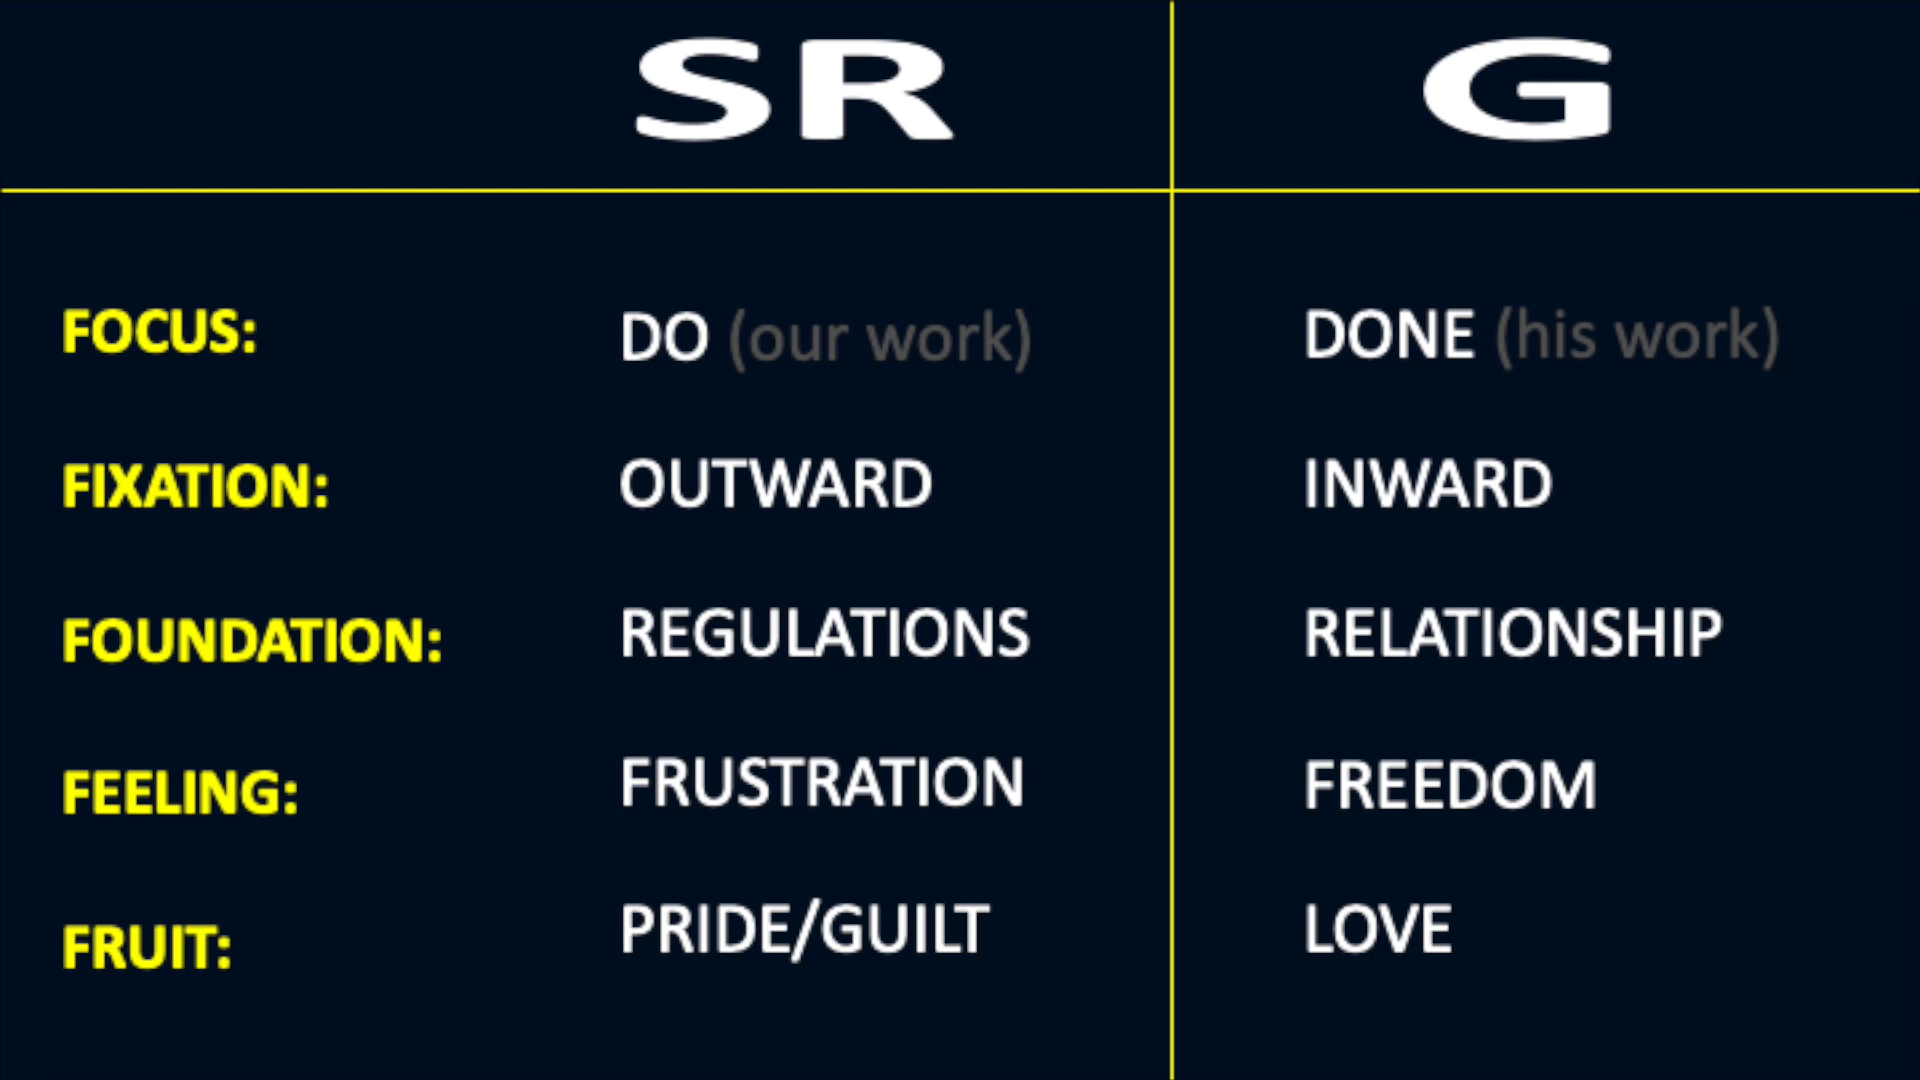 SR G
FOCUS: DO (our work) DONE (his work)
FIXATION: OUTWARD INWARD
FOUNDATION: REGULATIONS RELATIONSHIP
FEELING: FRUSTRATION FREEDOM
FRUIT: PRIDE/GUILT LOVE